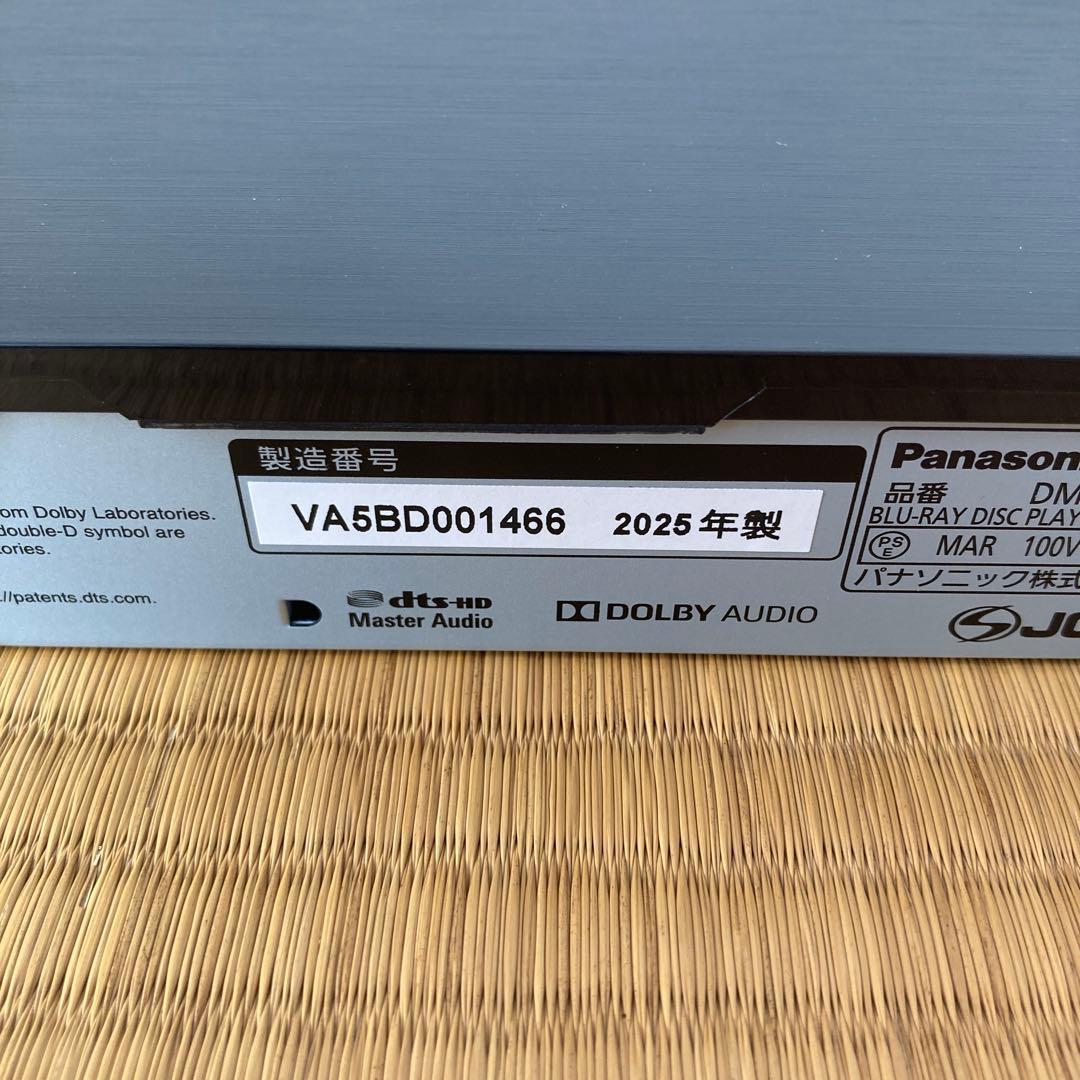 om Dolby Laboratories.
double-D symbol are
ories.
://patents.dts.com.
製造番号
VA5BD001466 2025年製
dts-HD
Master Audio
DOLBY AUDIO
Panason
品番 DM
BLU-RAY DISC PLAY
PS
E MAR 100V
パナソニック株式
JQ